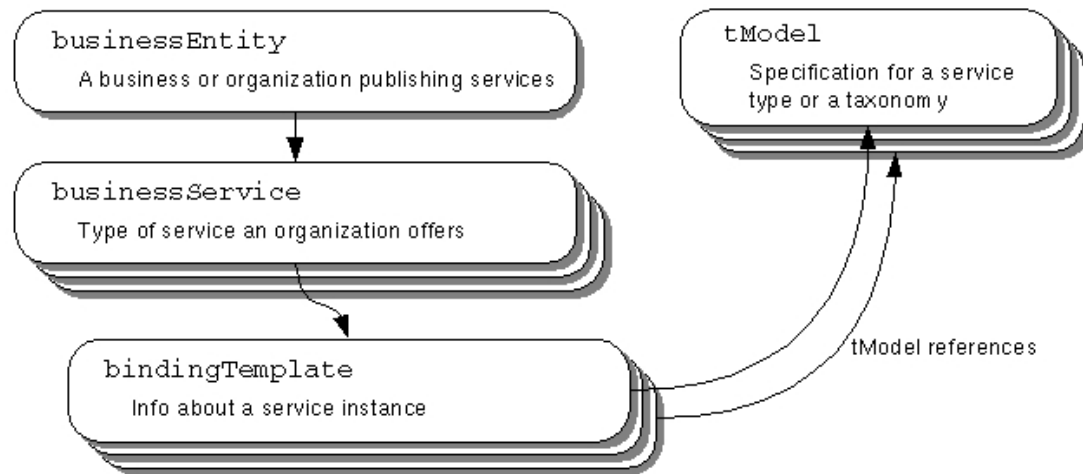 businessEntity
A business or organization publishing services
tModel
Specification for a service
type or a taxonomy
businessService
Type of service an organization offers
tModel references
bindingTemplate
Info about a service instance